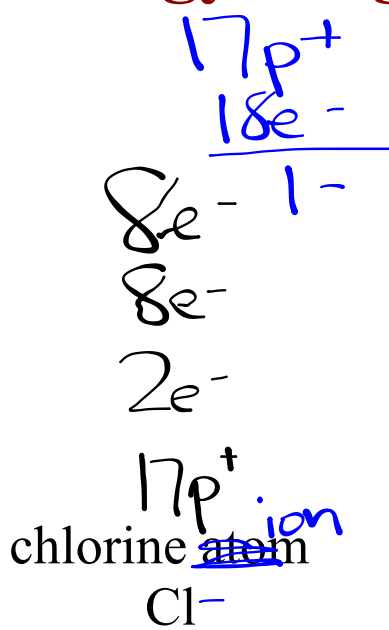 17p+
18e-
1-
8e-
8e-
2e-
17p+
ion
chlorine atom
Cl-